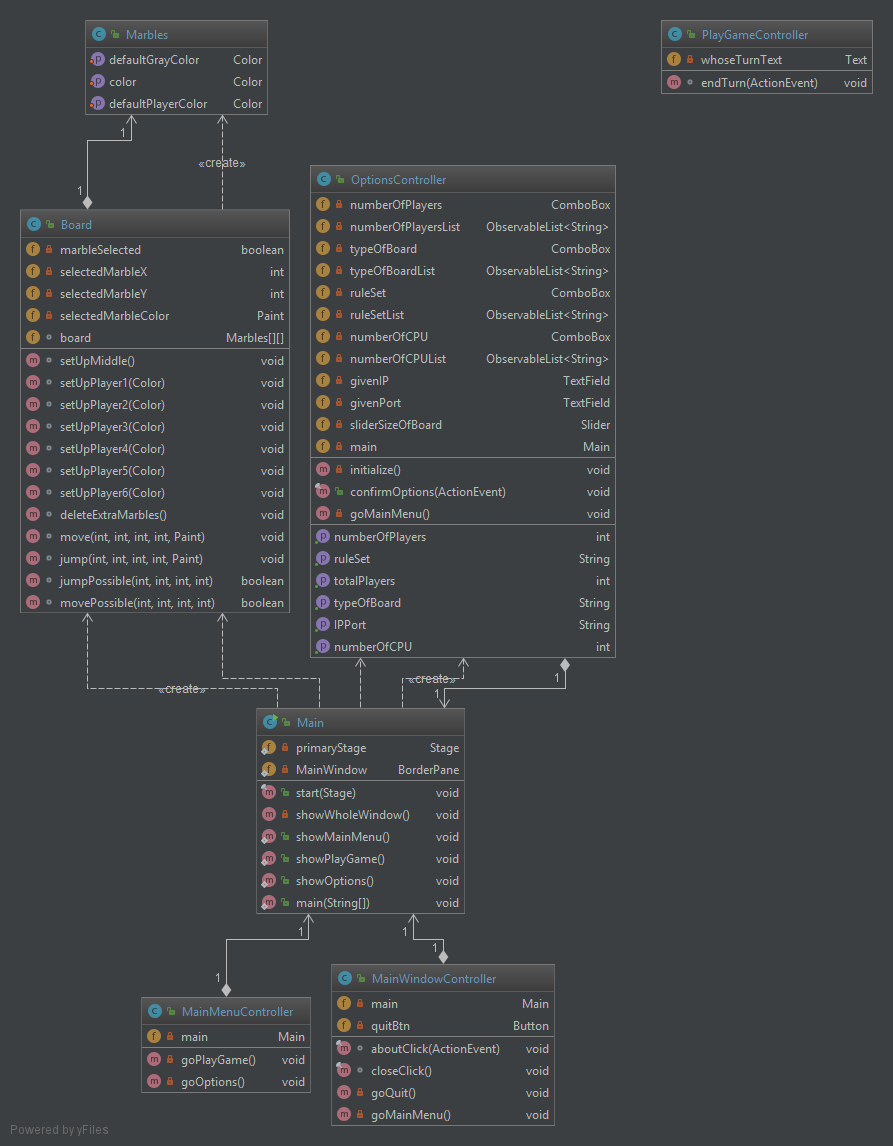 Marbles
defaultGrayColor Color
color Color
defaultPlayerColor Color
PlayGameController
whoseTurnText Text
endTurn(ActionEvent) void
1
«create»
1
OptionsController
numberOfPlayers ComboBox
numberOfPlayersList ObservableList<String>
typeOfBoard ComboBox
typeOfBoardList ObservableList<String>
ruleSet ComboBox
ruleSetList ObservableList<String>
numberOfCPU ComboBox
numberOfCPUList ObservableList<String>
givenIP TextField
givenPort TextField
sliderSizeOfBoard Slider
main Main
initialize() void
confirmOptions(ActionEvent) void
goMainMenu() void
numberOfPlayers int
ruleSet String
totalPlayers int
typeOfBoard String
IPPort String
numberOfCPU int
Board
marbleSelected boolean
selectedMarbleX int
selectedMarbleY int
selectedMarbleColor Paint
board Marbles[][]
setUpMiddle() void
setUpPlayer1(Color) void
setUpPlayer2(Color) void
setUpPlayer3(Color) void
setUpPlayer4(Color) void
setUpPlayer5(Color) void
setUpPlayer6(Color) void
deleteExtraMarbles() void
move(int, int, int, int, Paint) void
jump(int, int, int, int, Paint) void
jumpPossible(int, int, int, int) boolean
movePossible(int, int, int, int) boolean
«create»
«create»
1
1
Main
primaryStage Stage
MainWindow BorderPane
start(Stage) void
showWholeWindow() void
showMainMenu() void
showPlayGame() void
showOptions() void
main(String[]) void
1
1
1
1
MainMenuController
main Main
goPlayGame() void
goOptions() void
MainWindowController
main Main
quitBtn Button
aboutClick(ActionEvent) void
closeClick() void
goQuit() void
goMainMenu() void
Powered by yFiles